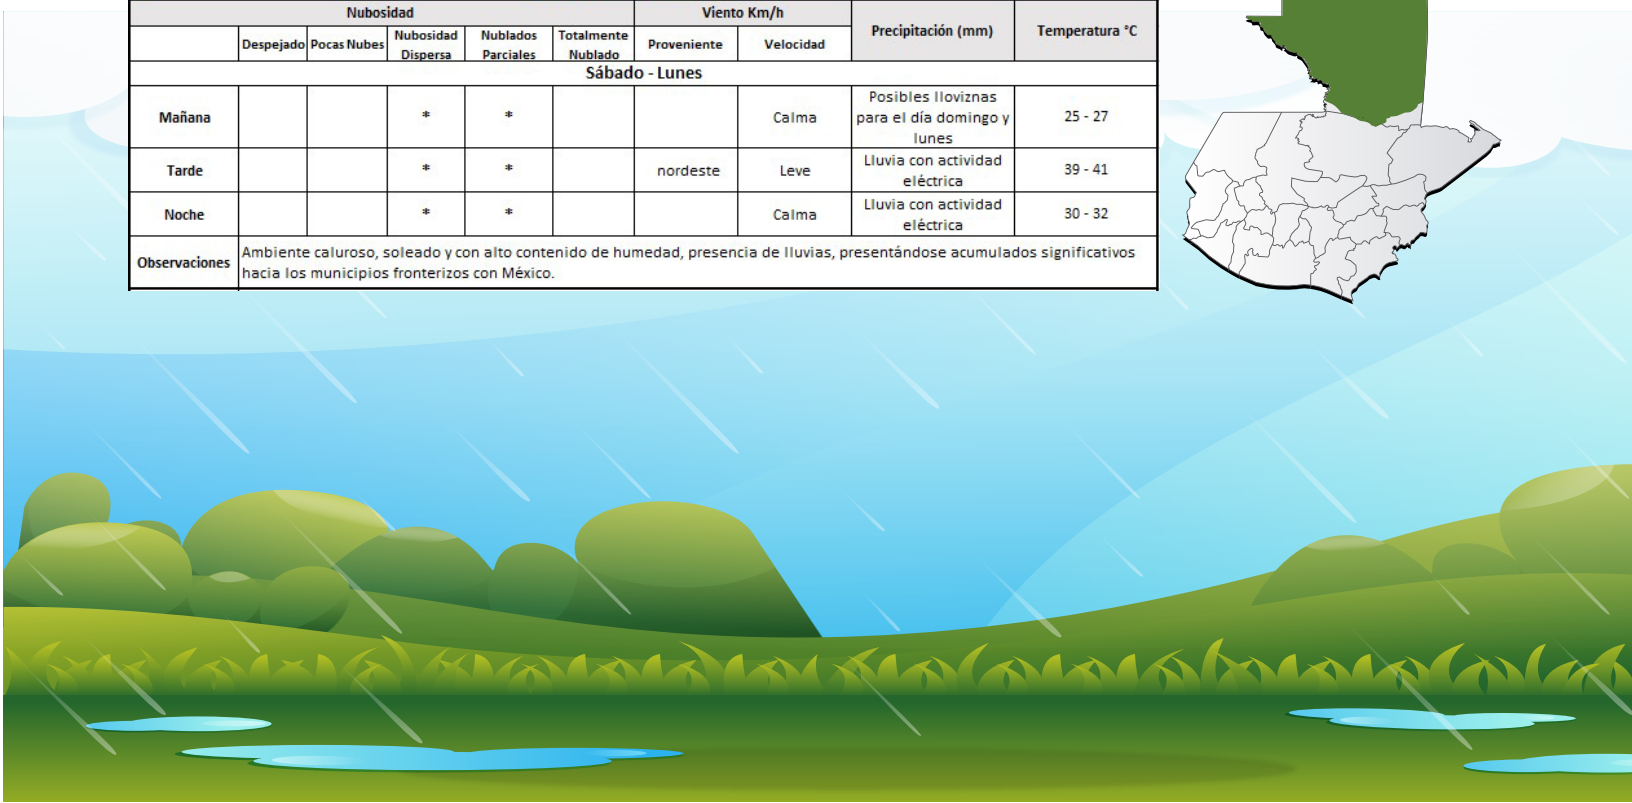 Nubosidad
Viento Km/h
Precipitación (mm)
Temperatura °C
Despejado
Pocas Nubes
Nubosidad
Dispersa
Nublados
Parciales
Totalmente
Nublado
Proveniente
Velocidad
Sábado - Lunes
Mañana
*
*
Calma
Posibles lloviznas
para el día domingo y
lunes
25 - 27
Tarde
*
*
nordeste
Leve
Lluvia con actividad
eléctrica
39 - 41
Noche
*
*
Calma
Lluvia con actividad
eléctrica
30 - 32
Observaciones
Ambiente caluroso, soleado y con alto contenido de humedad, presencia de lluvias, presentándose acumulados significativos
hacia los municipios fronterizos con México.